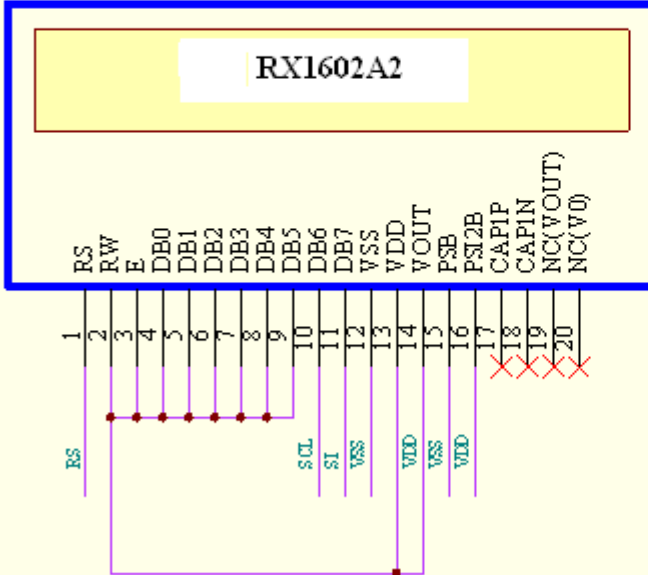 RX1602A2
RS
RW
E
DB0
DB1
DB2
DB3
DB4
DB5
DB6
DB7
VSS
VDD
VOUT
PSB
PSI2B
CAP1P
CAP1N
NC(VOUT)
NC(V0)
1
2
3
4
5
6
7
8
9
10
11
12
13
14
15
16
17
18
19
20
RS
SCL
SI
VSS
VDD
VSS
VDD